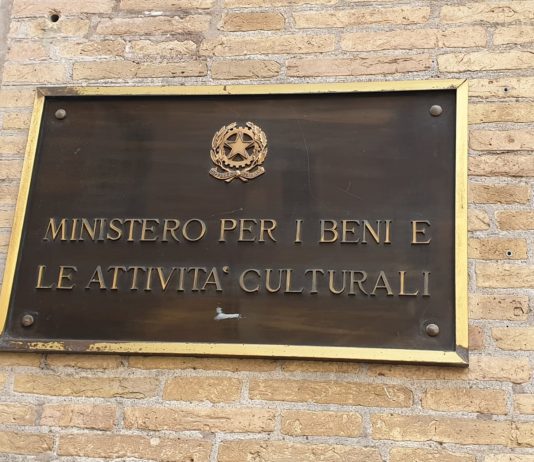 MINISTERO PER I BENI E
LE ATTIVITA' CULTURALI